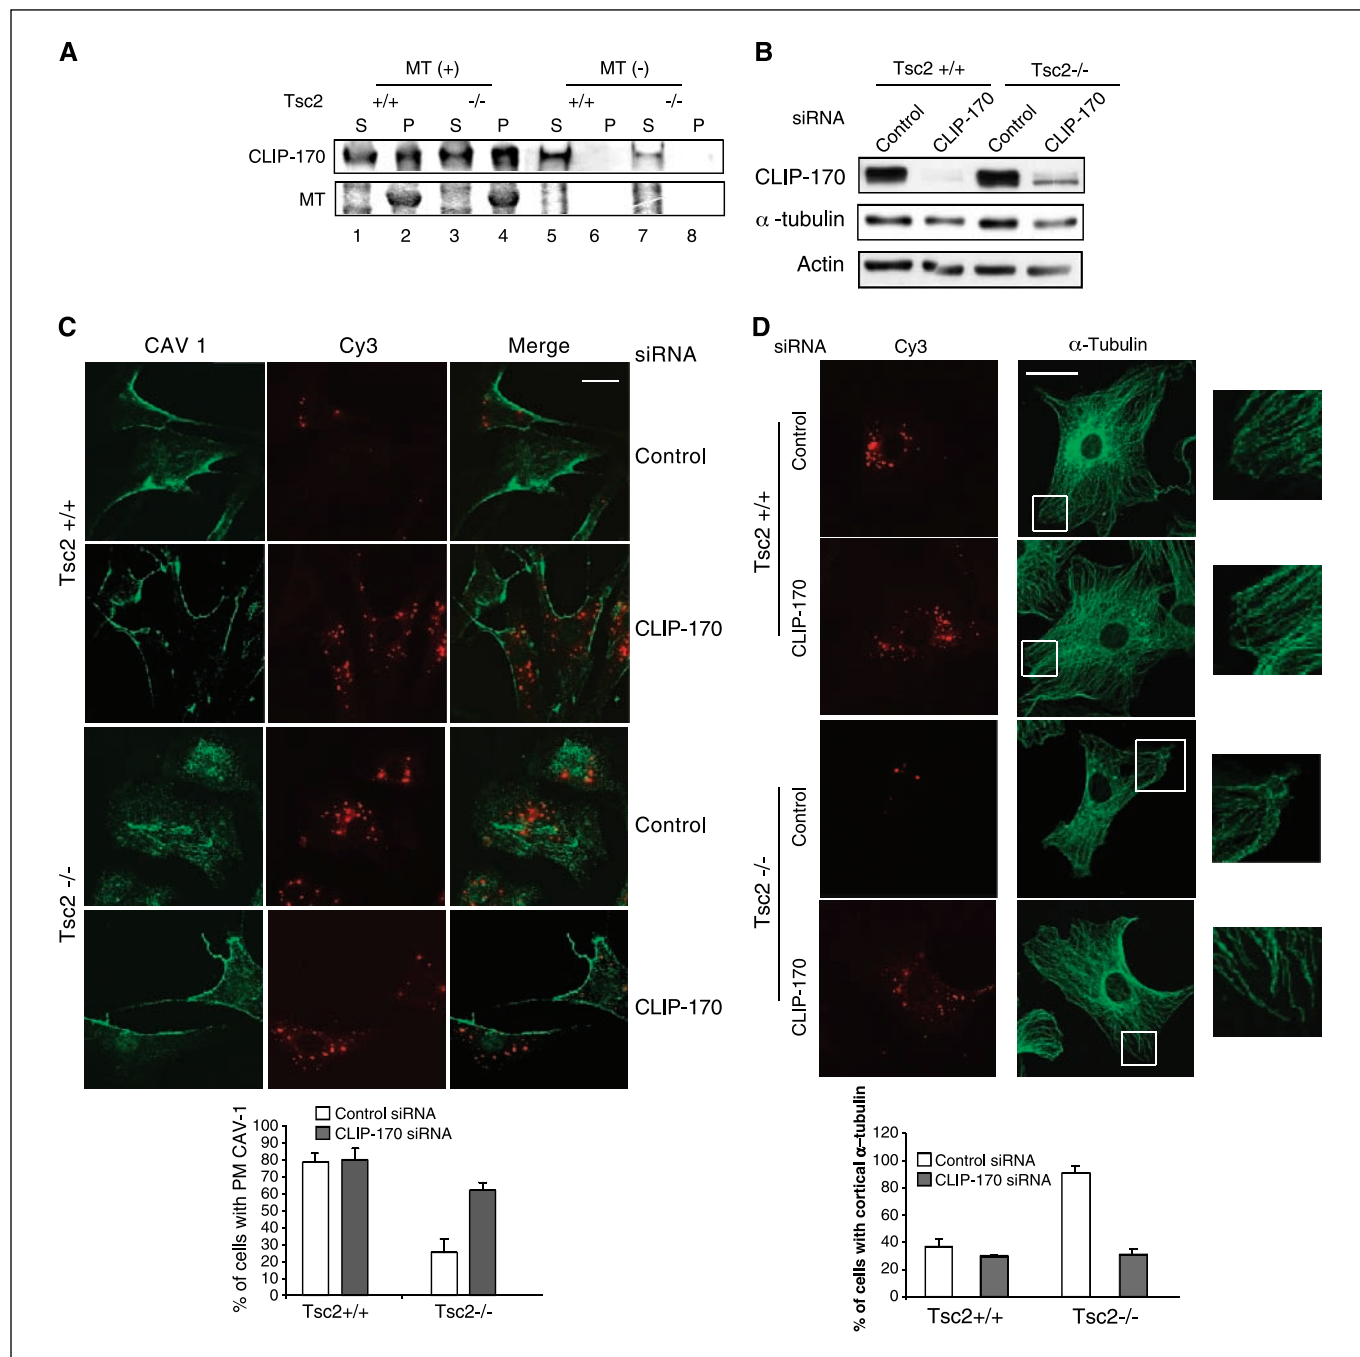 A
MT (+) MT (-)
Tsc2 +/+ -/- +/+ -/-
S P S P S P S P
CLIP-170
MT
1 2 3 4 5 6 7 8
B
Tsc2 +/+ Tsc2-/-
siRNA Control CLIP-170 Control CLIP-170
CLIP-170
α -tubulin
Actin
C
CAV 1 Cy3 Merge siRNA
Tsc2 +/+
Control
CLIP-170
Tsc2 -/-
Control
CLIP-170
% of cells with PM CAV-1
100
90
80
70
60
50
40
30
20
10
0
Control siRNA
CLIP-170 siRNA
Tsc2+/+ Tsc2-/-
D
siRNA Cy3 α-Tubulin
Tsc2 +/+
Control
CLIP-170
Tsc2 -/-
Control
CLIP-170
% of cells with cortical α-tubulin
120
100
80
60
40
20
0
Control siRNA
CLIP-170 siRNA
Tsc2+/+ Tsc2-/-